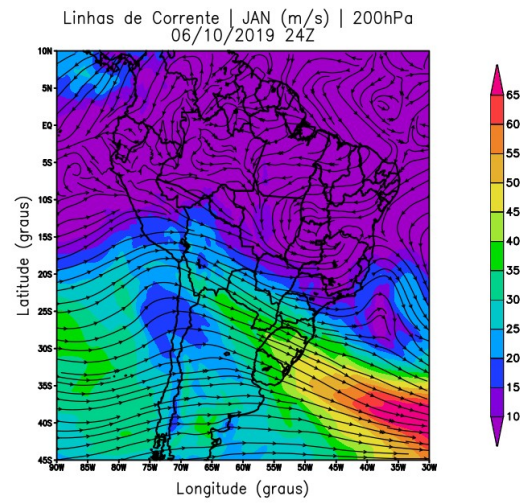 Linhas de Corrente | JAN (m/s) | 200hPa
06/10/2019 24Z
10N
5N
EQ
5S
10S
15S
20S
25S
30S
35S
40S
45S
90W 85W 80W 75W 70W 65W 60W 55W 50W 45W 40W 35W 30W
Latitude (graus)
Longitude (graus)
65
60
55
50
45
40
35
30
25
20
15
10